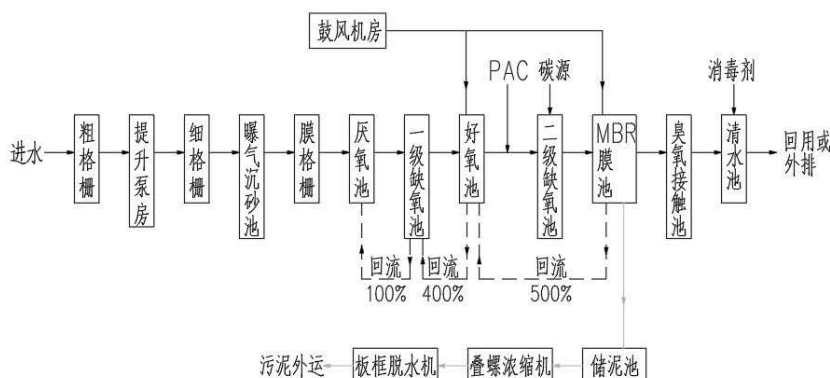 鼓风机房
PAC 碳源
消毒剂
进水
粗格栅
提升泵房
细格栅
曝气沉砂池
膜格栅
厌氧池
一级缺氧池
好氧池
二级缺氧池
MBR
膜池
臭氧接触池
清水池
回用或
外排
回流
100%
回流
400%
回流
500%
污泥外运
板框脱水机
叠螺浓缩机
储泥池